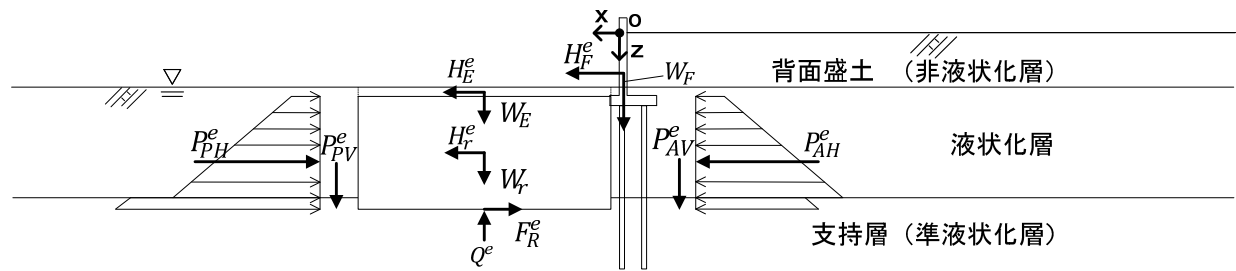 x O
z
H_F^e
W_F
背面盛土 (非液状化層)
H_E^e
W_E
P_PH^e
P_PV^e
H_r^e
W_r
P_AV^e
P_AH^e
液状化層
F_R^e
Q^e
支持層 (準液状化層)